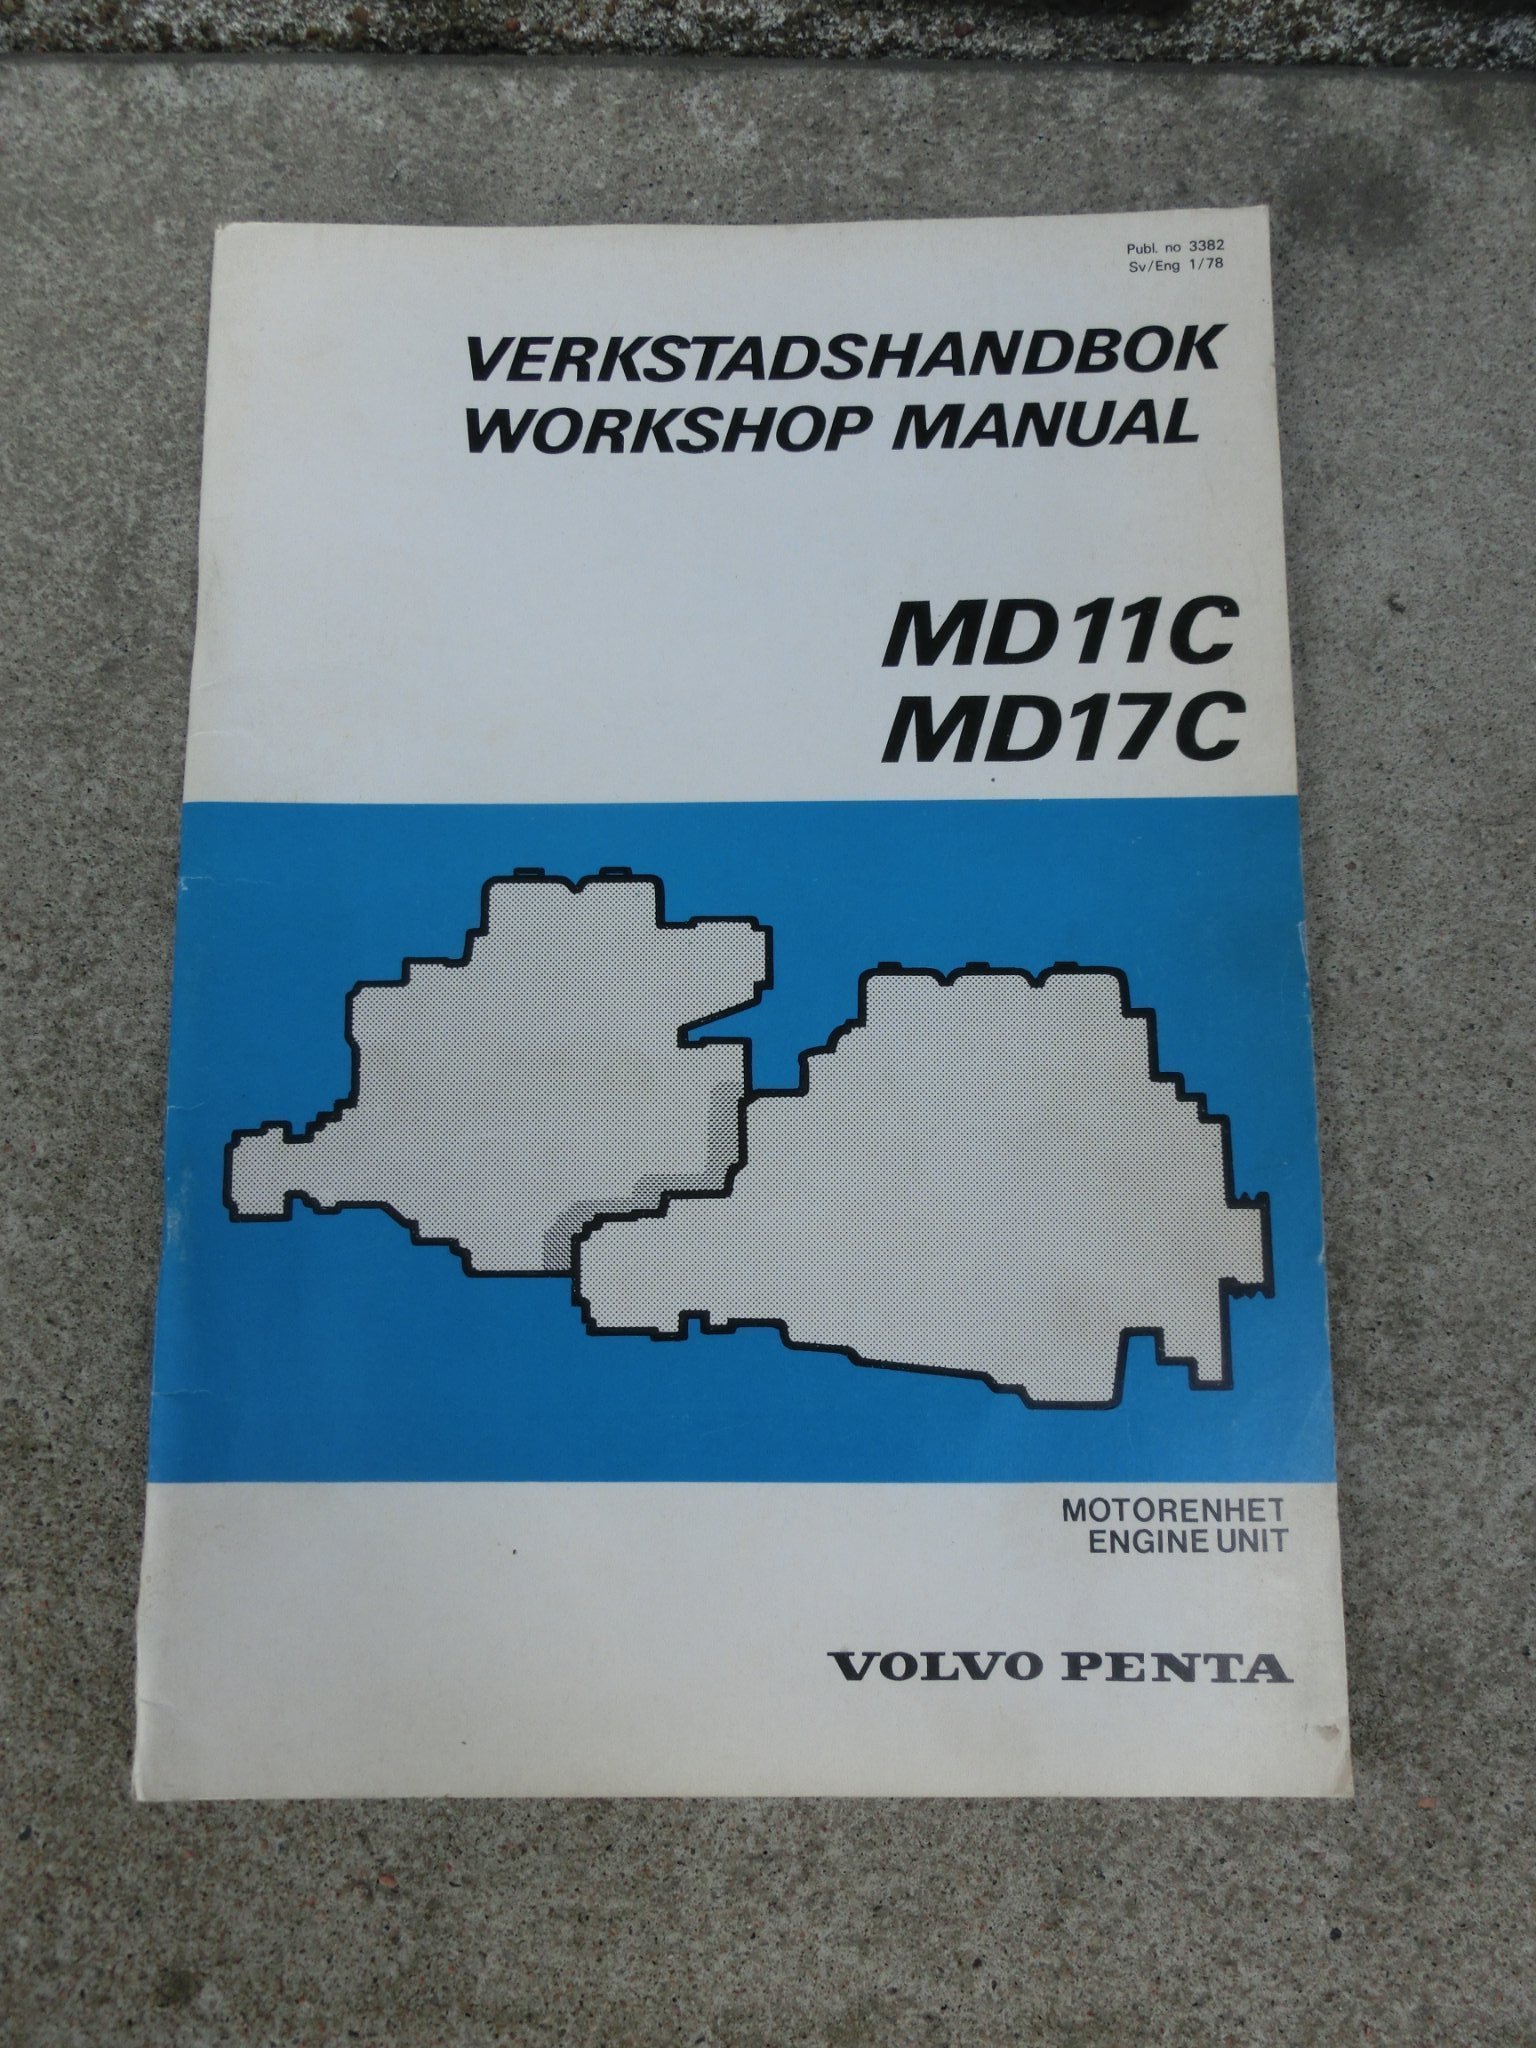 Publ. no 3382
Sv/Eng 1/78
VERKSTADSHANDBOK
WORKSHOP MANUAL
MD11C
MD17C
MOTORENHET
ENGINE UNIT
VOLVO PENTA